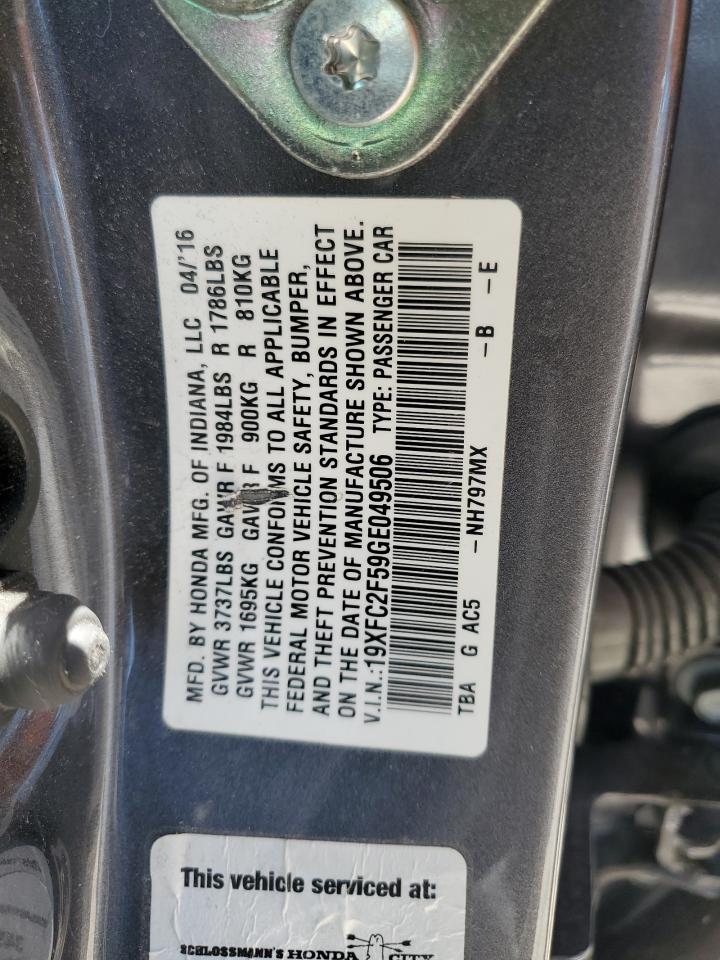 MFD. BY HONDA MFG. OF INDIANA, LLC 04/'16
GVWR 3737LBS GAWR F 1984LBS R 1786LBS
GVWR 1695KG GAWR F 900KG R 810KG
THIS VEHICLE CONFORMS TO ALL APPLICABLE
FEDERAL MOTOR VEHICLE SAFETY, BUMPER,
AND THEFT PREVENTION STANDARDS IN EFFECT
ON THE DATE OF MANUFACTURE SHOWN ABOVE.
V.I.N.:19XFC2F59GE049506 TYPE: PASSENGER CAR
TBA G AC5 -NH797MX -B -E
This vehicle serviced at:
SCHLOSSMANN'S HONDA CITY